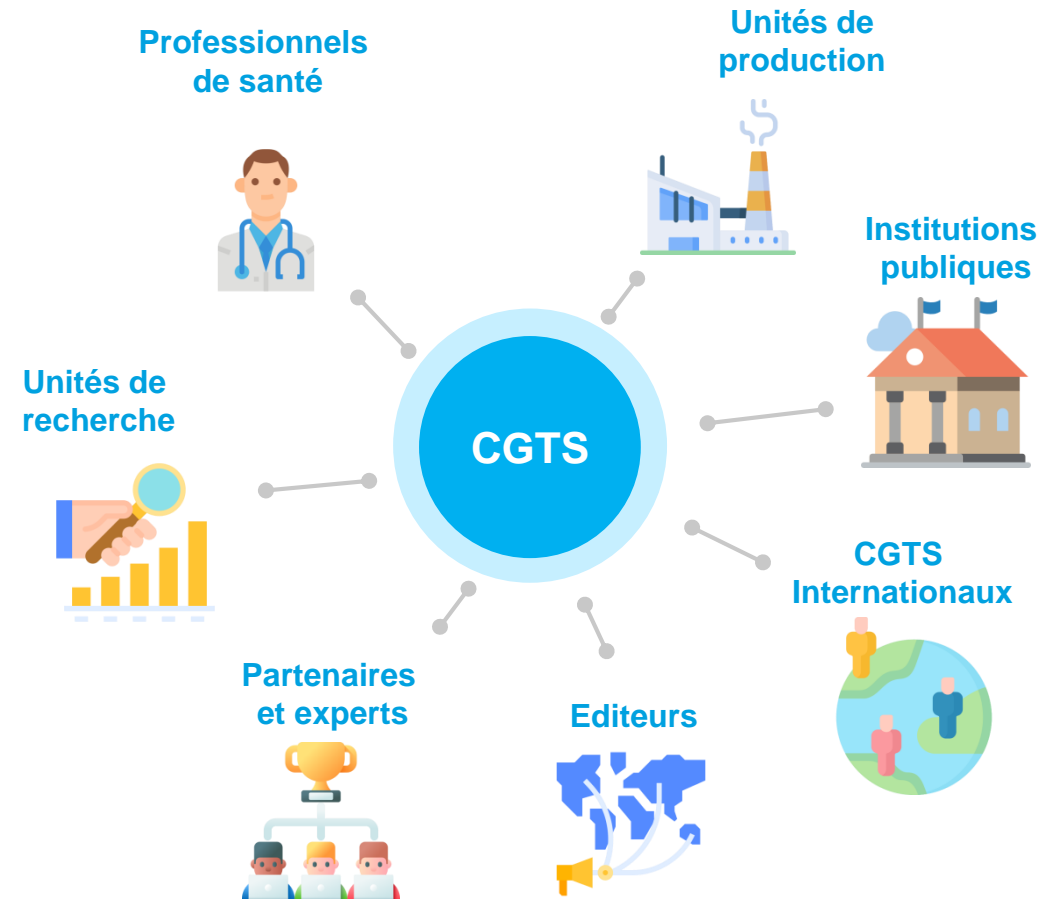 Professionnels
de santé
Unités de
production
Institutions
publiques
Unités de
recherche
CGTS
CGTS
Internationaux
Partenaires
et experts
Editeurs